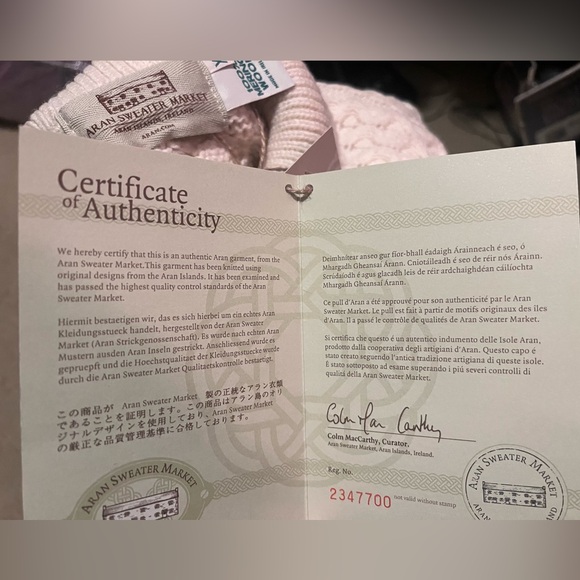 ARAN SWEATER MARKET
ARAN ISLANDS, IRELAND
ARAN.COM
100%
MERINO
WOOL
Certificate
of Authenticity
We hereby certify that this is an authentic Aran garment, from the
Aran Sweater Market. This garment has been knitted using
original designs from the Aran Islands. It has been examined and
has passed the highest quality control standards of the Aran
Sweater Market.
Hiermit bestaetigen wir, das es sich hierbei um ein echtes Aran
Kleidungsstueck handelt, hergestellt von der Aran Sweater
Market (Aran Strickgenossenschaft). Es wurde nach echten Aran
Mustern ausden Aran Inseln gestrickt. Anschliessend wurde es
gepruepft und die Hoechstqualitaet der Kleidungsstuecke wurde
durch die Aran Sweater Market Qualitaetskontrolle bestaetigt.
この商品が Aran Sweater Market 製の正統なアラン衣類
であることを証明します。この商品はアラン島のオリ
ジナルデザインを使用しており、Aran Sweater Market
の厳正な品質管理基準に合格しております。
ARAN SWEATER MARKET
Deimhnítear anseo gur fíor-bhall éadaigh Árainneach é seo, ó
Mhargadh Gheansaí Árann. Cniotáileadh é seo de réir nós Árann.
Scrúdaíodh é agus glacadh leis de réir ardchaighdéan cáilíochta
Mhargadh Gheansaí Árann.
Ce pull d'Aran a été approuvé pour son authenticité par le Aran
Sweater Market. Le pull est fait à partir de motifs originaux des îles
d'Aran. Il a passé le contrôle de qualités de Aran Sweater Market.
Si certifica che questo é un autentico indumento delle Isole Aran,
prodotto dalla cooperativa degli artigiani d'Aran. Questo capo é
stato creato seguendo l'antica tradizione artigiana di queste isole.
É stato sottoposto ad esame superando i piú severi controlli di
qualitá della Aran Sweater Market.
Colm Mac Carthy
Colm MacCarthy, Curator.
Aran Sweater Market, Aran Islands, Ireland.
Reg. No.
2347700 not valid without stamp
ARAN SWEATER MARKET